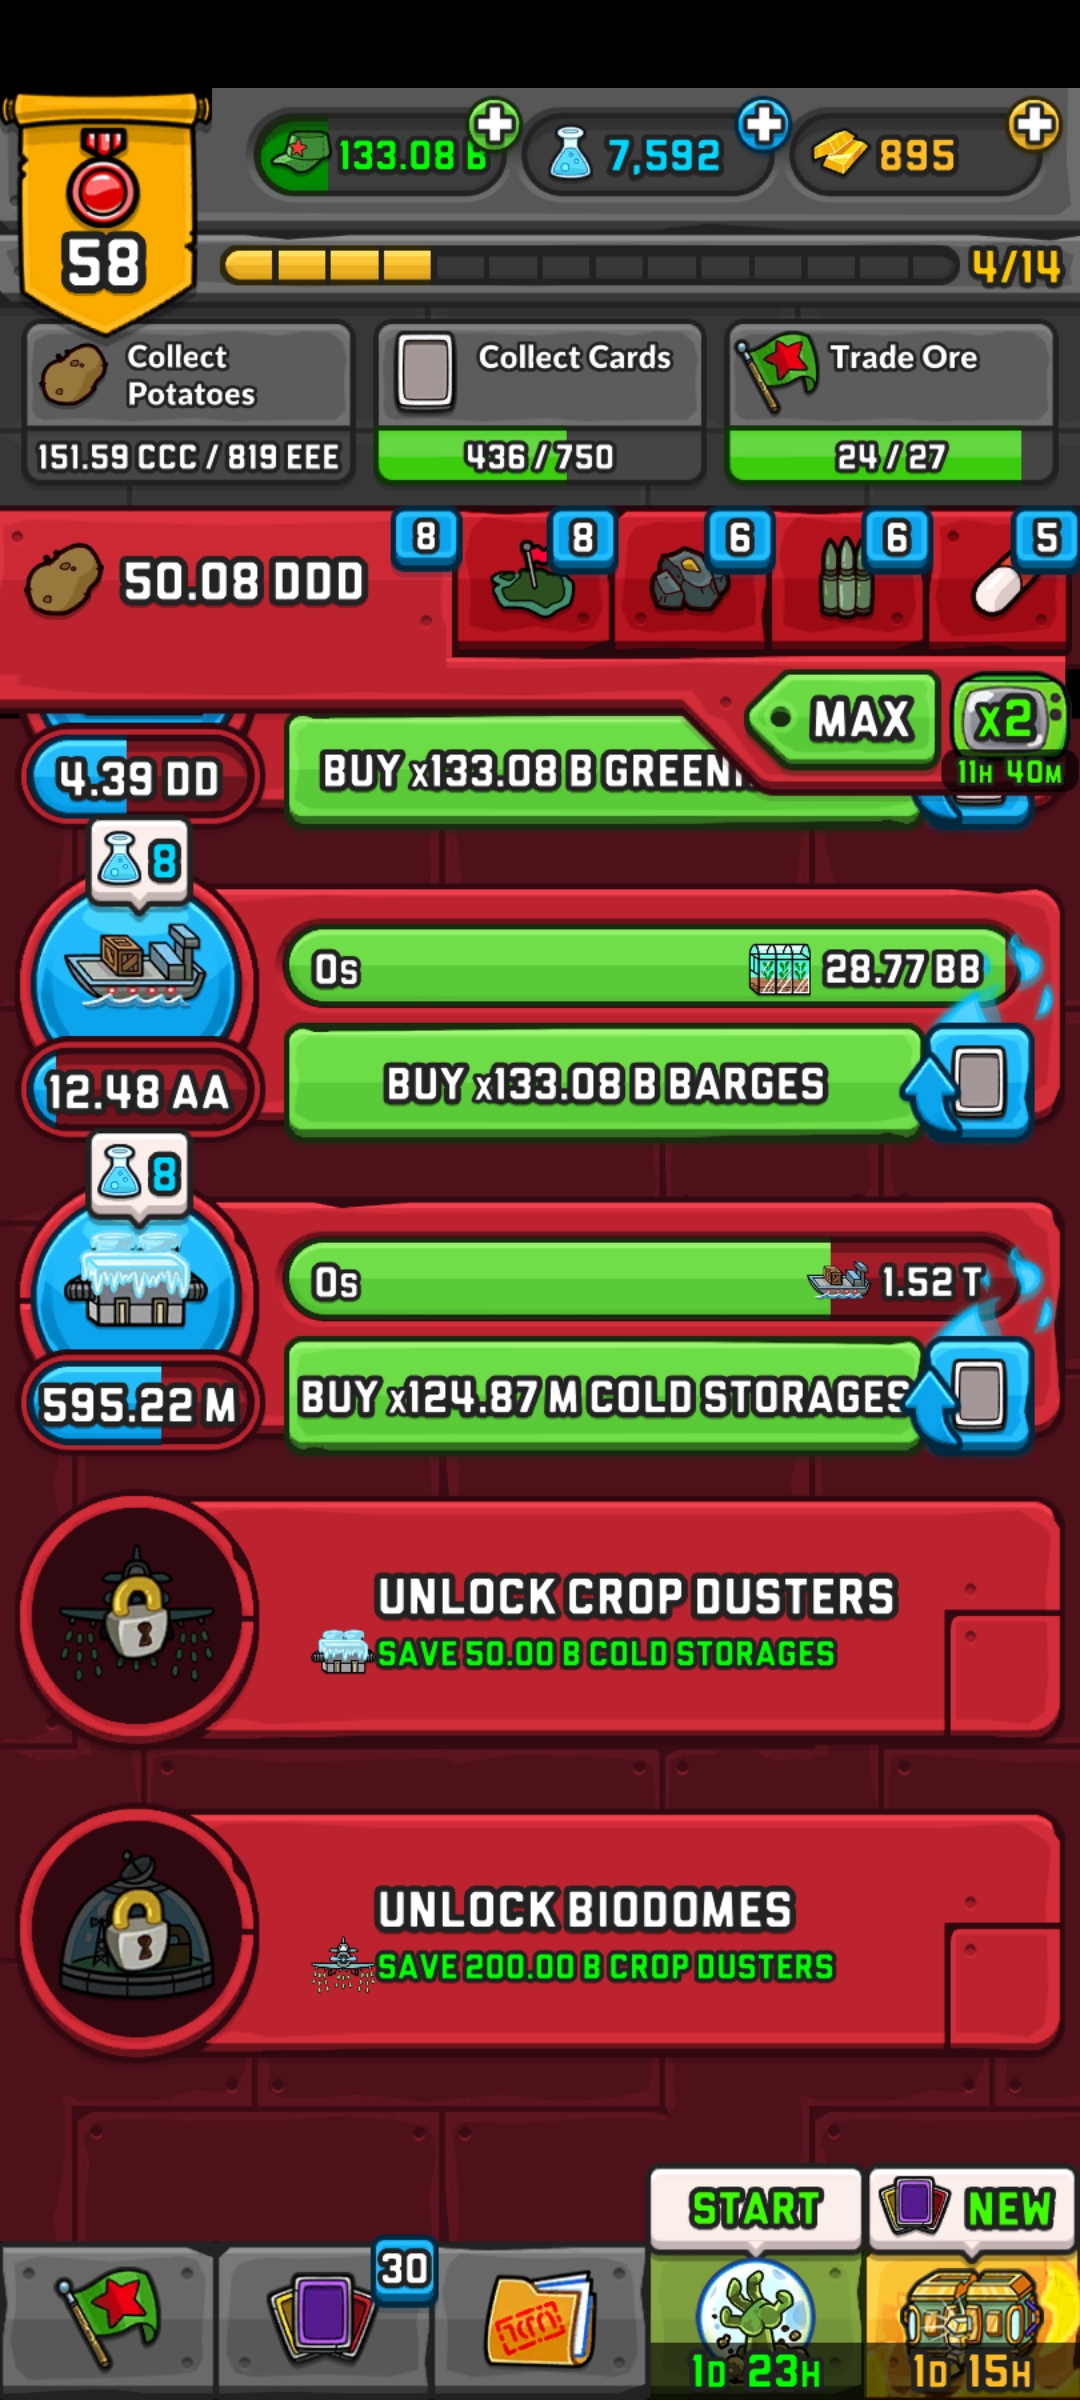 133.08 B
7,592
895
58
4/14
Collect
Potatoes
151.59 CCC / 819 EEE
Collect Cards
436 / 750
Trade Ore
24 / 27
50.08 DDD
8
8
6
6
5
MAX
x2
11H 40M
4.39 DD
BUY x133.08 B
8
0s
28.77 BB
12.48 AA
BUY x133.08 B BARGES
8
0s
1.52 T
595.22 M
BUY x124.87 M COLD STORAGES
UNLOCK CROP DUSTERS
SAVE 50.00 B COLD STORAGES
UNLOCK BIODOMES
SAVE 200.00 B CROP DUSTERS
30
START
1D 23H
NEW
1D 15H